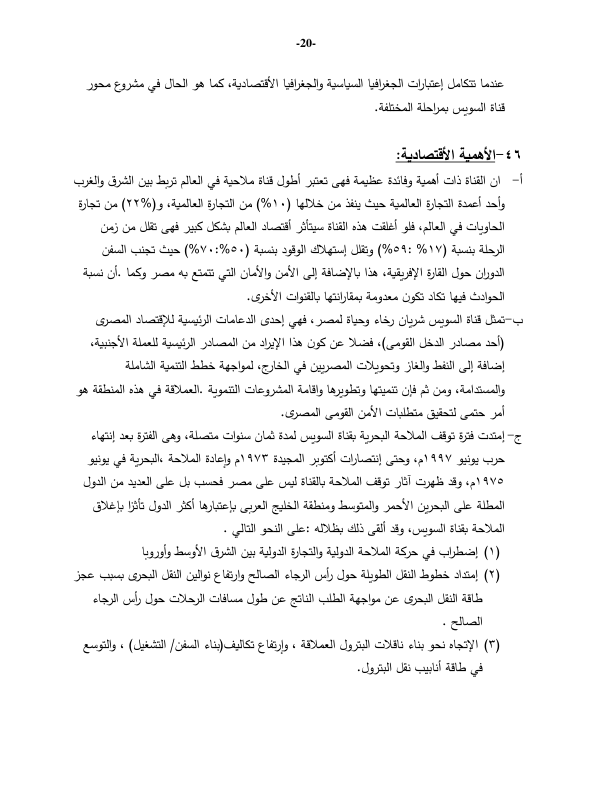 -20-
عندما تتكامل إعتبارات الجغرافيا السياسية والجغرافيا الأقتصادية، كما هو الحال في مشروع محور
قناة السويس بمراحلة المختلفة.
٤٦-الأهمية الأقتصادية:
أ- ان القناة ذات أهمية وفائدة عظيمة فهى تعتبر أطول قناة ملاحية في العالم تربط بين الشرق والغرب
وأحد أعمدة التجارة العالمية حيث ينفذ من خلالها (١٠%) من التجارة العالمية، و(٢٢%) من تجارة
الحاويات في العالم، فلو أغلقت هذه القناة سيتأثر أقتصاد العالم بشكل كبير فهى تقلل من زمن
الرحلة بنسبة (١٧% :٥٩%) وتقلل إستهلاك الوقود بنسبة (٥٠%:٧٠%) حيث تجنب السفن
الدوران حول القارة الإفريقية، هذا بالإضافة إلى الأمن والأمان التي تتمتع به مصر وكما .أن نسبة
الحوادث فيها تكاد تكون معدومة بمقارانتها بالقنوات الأخرى.
ب-تمثل قناة السويس شريان رخاء وحياة لمصر، فهي إحدى الدعامات الرئيسية للإقتصاد المصرى
(أحد مصادر الدخل القومى)، فضلا عن كون هذا الإيراد من المصادر الرئيسية للعملة الأجنبية،
إضافة إلى النفط والغاز وتحويلات المصريين في الخارج، لمواجهة خطط التنمية الشاملة
والمستدامة، ومن ثم فإن تنميتها وتطويرها واقامة المشروعات التنموية .العملاقة في هذه المنطقة هو
أمر حتمى لتحقيق متطلبات الأمن القومى المصرى.
ج- إمتدت فترة توقف الملاحة البحرية بقناة السويس لمدة ثمان سنوات متصلة، وهى الفترة بعد إنتهاء
حرب يونيو ١٩٩٧م، وحتى إنتصارات أكتوبر المجيدة ١٩٧٣م وإعادة الملاحة ،البحرية في يونيو
١٩٧٥م، وقد ظهرت آثار توقف الملاحة بالقناة ليس على مصر فحسب بل على العديد من الدول
المطلة على البحرين الأحمر والمتوسط ومنطقة الخليج العربى بإعتبارها أكثر الدول تأثرًا بإغلاق
الملاحة بقناة السويس، وقد ألقى ذلك بظلاله :على النحو التالي .
(١) إضطراب في حركة الملاحة الدولية والتجارة الدولية بين الشرق الأوسط وأوروبا
(٢) إمتداد خطوط النقل الطويلة حول رأس الرجاء الصالح وارتفاع نوالين النقل البحرى بسبب عجز
طاقة النقل البحرى عن مواجهة الطلب الناتج عن طول مسافات الرحلات حول رأس الرجاء
الصالح .
(٣) الإتجاه نحو بناء ناقلات البترول العملاقة ، وإرتفاع تكاليف(بناء السفن/ التشغيل) ، والتوسع
في طاقة أنابيب نقل البترول.